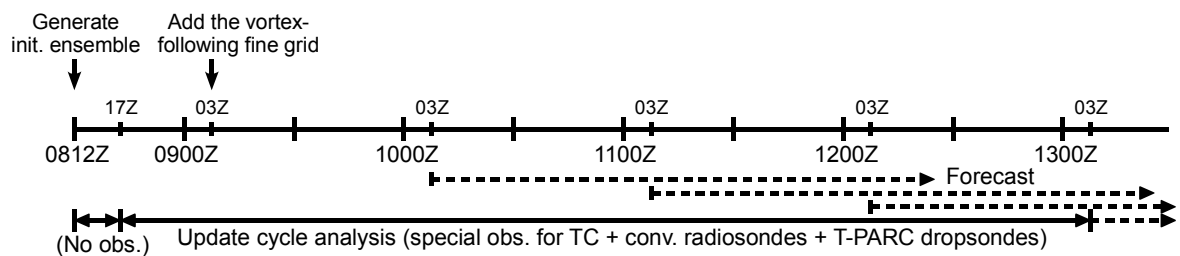 Generate
init. ensemble
Add the vortex-
following fine grid
17Z 03Z 03Z 03Z 03Z 03Z
0812Z 0900Z 1000Z 1100Z 1200Z 1300Z
Forecast
(No obs.) Update cycle analysis (special obs. for TC + conv. radiosondes + T-PARC dropsondes)